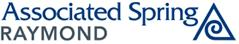 Associated Spring
RAYMOND